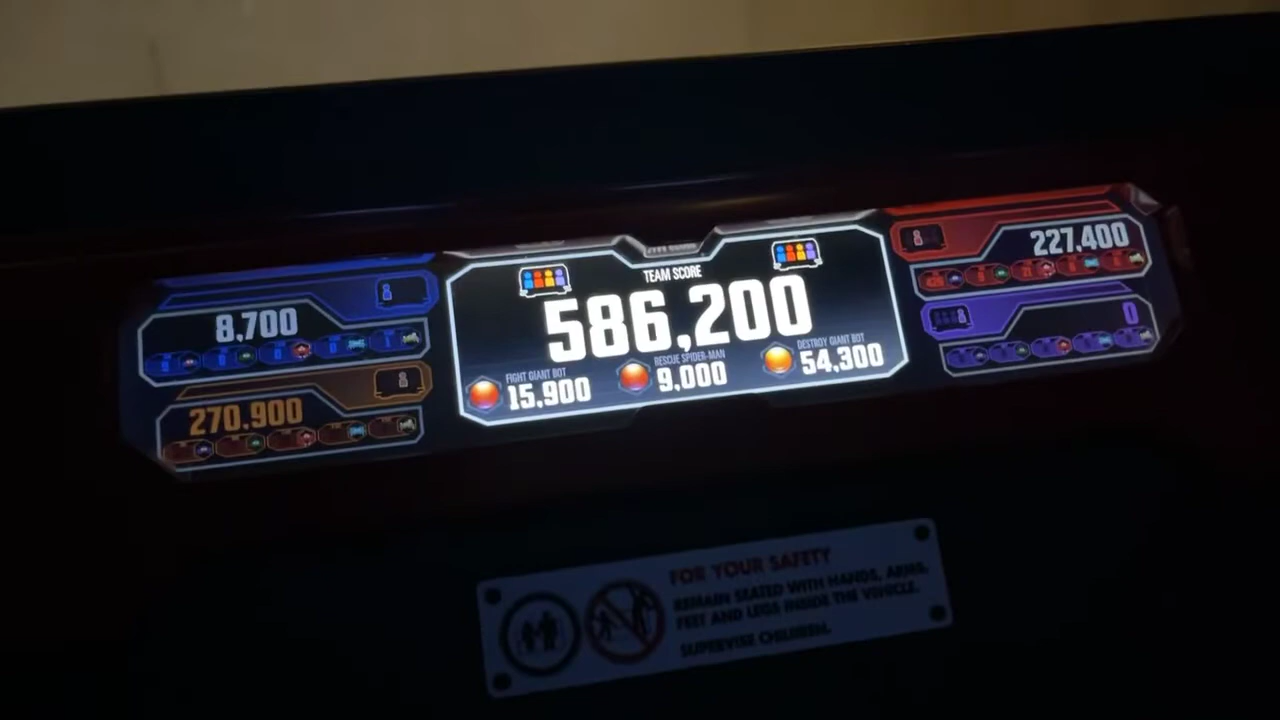 8,700
270,900
TEAM SCORE
586,200
FIGHT GIANT BOT
15,900
RESCUE SPIDER-MAN
9,000
DESTROY GIANT BOT
54,300
227,400
0
FOR YOUR SAFETY
REMAIN SEATED WITH HANDS, ARMS,
FEET AND LEGS INSIDE THE VEHICLE.
SUPERVISE CHILDREN.